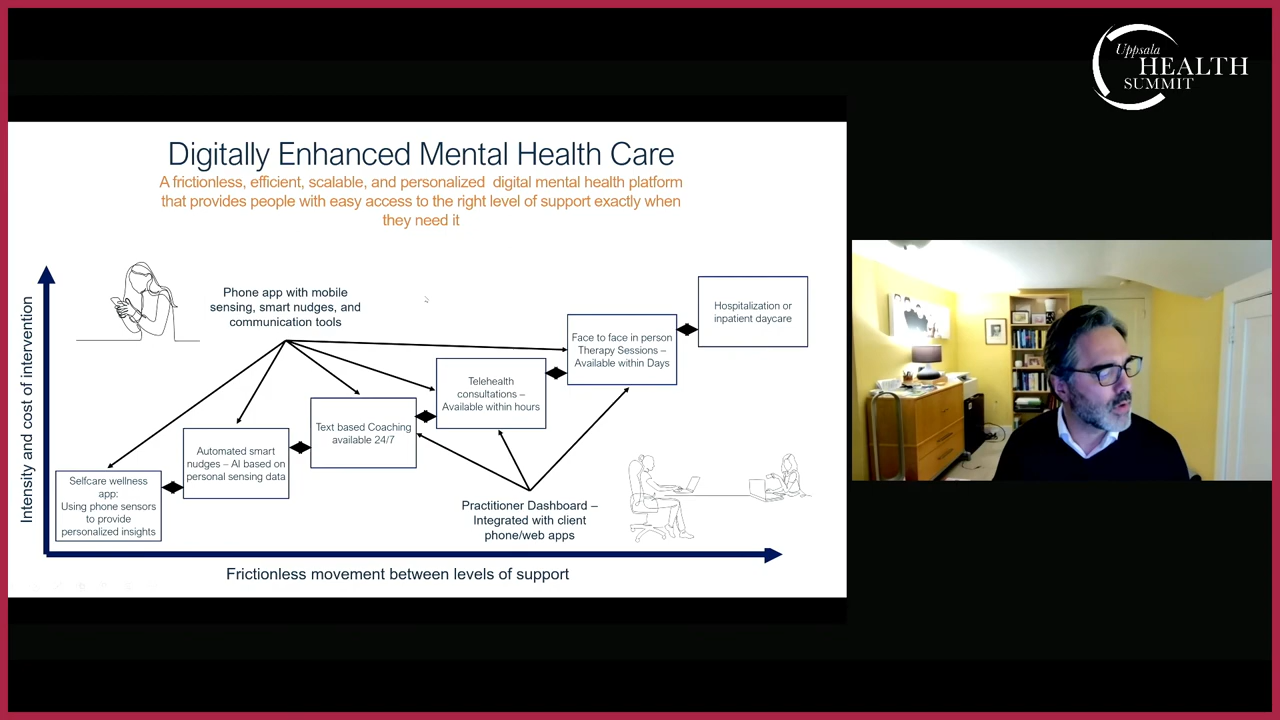 Uppsala
HEALTH
SUMMIT
Digitally Enhanced Mental Health Care
A frictionless, efficient, scalable, and personalized digital mental health platform
that provides people with easy access to the right level of support exactly when
they need it
Intensity and cost of intervention
Phone app with mobile
sensing, smart nudges, and
communication tools
Hospitalization or
inpatient daycare
Face to face in person
Therapy Sessions –
Available within Days
Telehealth
consultations –
Available within hours
Text based Coaching
available 24/7
Automated smart
nudges – AI based on
personal sensing data
Selfcare wellness
app:
Using phone sensors
to provide
personalized insights
Practitioner Dashboard –
Integrated with client
phone/web apps
Frictionless movement between levels of support